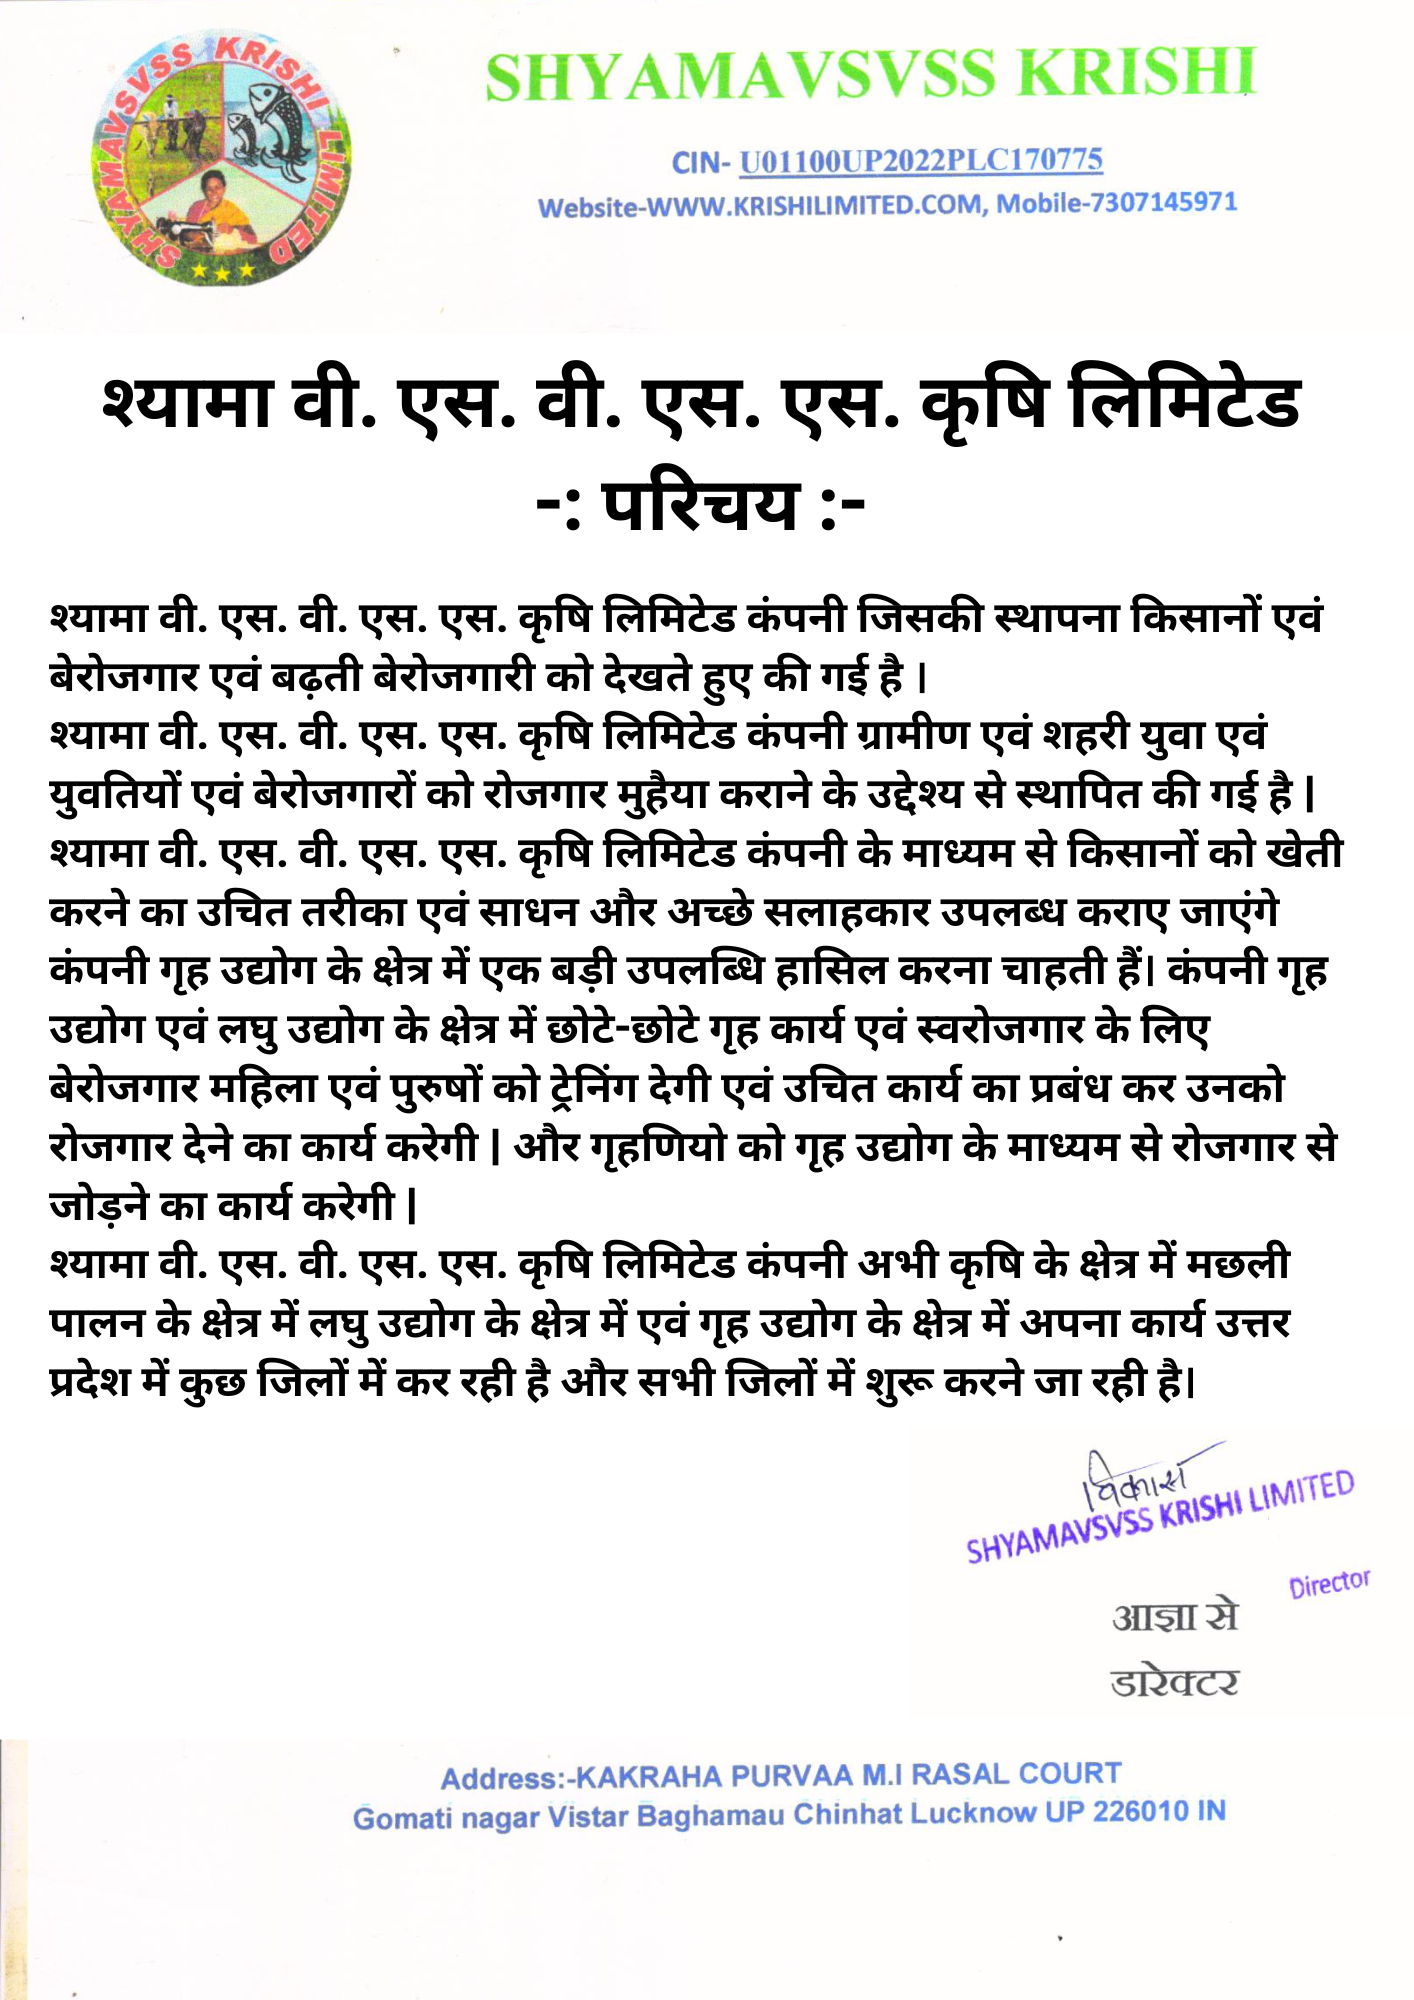 SHYAMAVSVSS KRISHI LIMITED
SHYAMAVSVSS KRISHI
CIN- U01100UP2022PLC170775
Website-WWW.KRISHILIMITED.COM, Mobile-7307145971
श्यामा वी. एस. वी. एस. एस. कृषि लिमिटेड
-: परिचय :-
श्यामा वी. एस. वी. एस. एस. कृषि लिमिटेड कंपनी जिसकी स्थापना किसानों एवं
बेरोजगार एवं बढ़ती बेरोजगारी को देखते हुए की गई है ।
श्यामा वी. एस. वी. एस. एस. कृषि लिमिटेड कंपनी ग्रामीण एवं शहरी युवा एवं
युवतियों एवं बेरोजगारों को रोजगार मुहैया कराने के उद्देश्य से स्थापित की गई है |
श्यामा वी. एस. वी. एस. एस. कृषि लिमिटेड कंपनी के माध्यम से किसानों को खेती
करने का उचित तरीका एवं साधन और अच्छे सलाहकार उपलब्ध कराए जाएंगे
कंपनी गृह उद्योग के क्षेत्र में एक बड़ी उपलब्धि हासिल करना चाहती हैं। कंपनी गृह
उद्योग एवं लघु उद्योग के क्षेत्र में छोटे-छोटे गृह कार्य एवं स्वरोजगार के लिए
बेरोजगार महिला एवं पुरुषों को ट्रेनिंग देगी एवं उचित कार्य का प्रबंध कर उनको
रोजगार देने का कार्य करेगी | और गृहणियो को गृह उद्योग के माध्यम से रोजगार से
जोड़ने का कार्य करेगी |
श्यामा वी. एस. वी. एस. एस. कृषि लिमिटेड कंपनी अभी कृषि के क्षेत्र में मछली
पालन के क्षेत्र में लघु उद्योग के क्षेत्र में एवं गृह उद्योग के क्षेत्र में अपना कार्य उत्तर
प्रदेश में कुछ जिलों में कर रही है और सभी जिलों में शुरू करने जा रही है।
विकास
SHYAMAVSVSS KRISHI LIMITED
Director
आज्ञा से
डारेक्टर
Address:-KAKRAHA PURVAA M.I RASAL COURT
Gomati nagar Vistar Baghamau Chinhat Lucknow UP 226010 IN